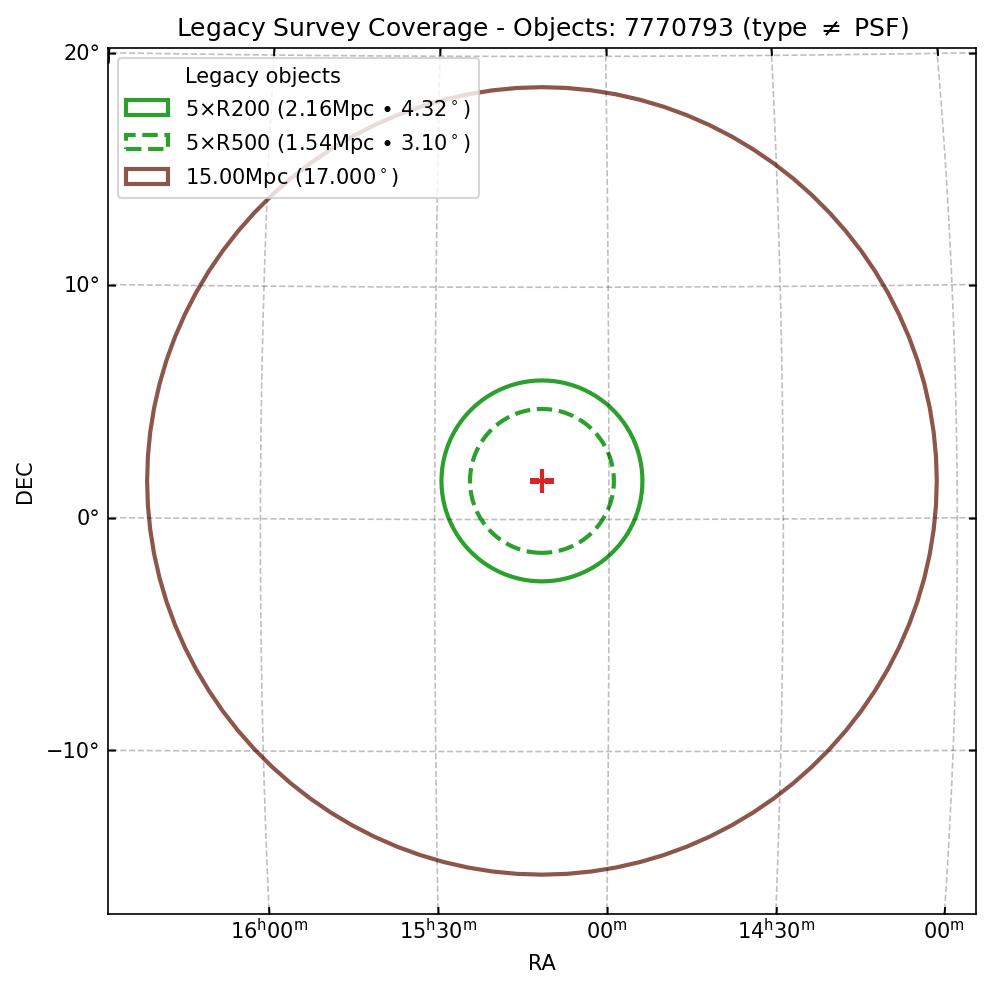 Legacy Survey Coverage - Objects: 7770793 (type ≠ PSF)
Legacy objects
5×R200 (2.16Mpc • 4.32°)
5×R500 (1.54Mpc • 3.10°)
15.00Mpc (17.000°)
20°
10°
0°
−10°
DEC
16ʰ00ᵐ 15ʰ30ᵐ 00ᵐ 14ʰ30ᵐ 00ᵐ
RA